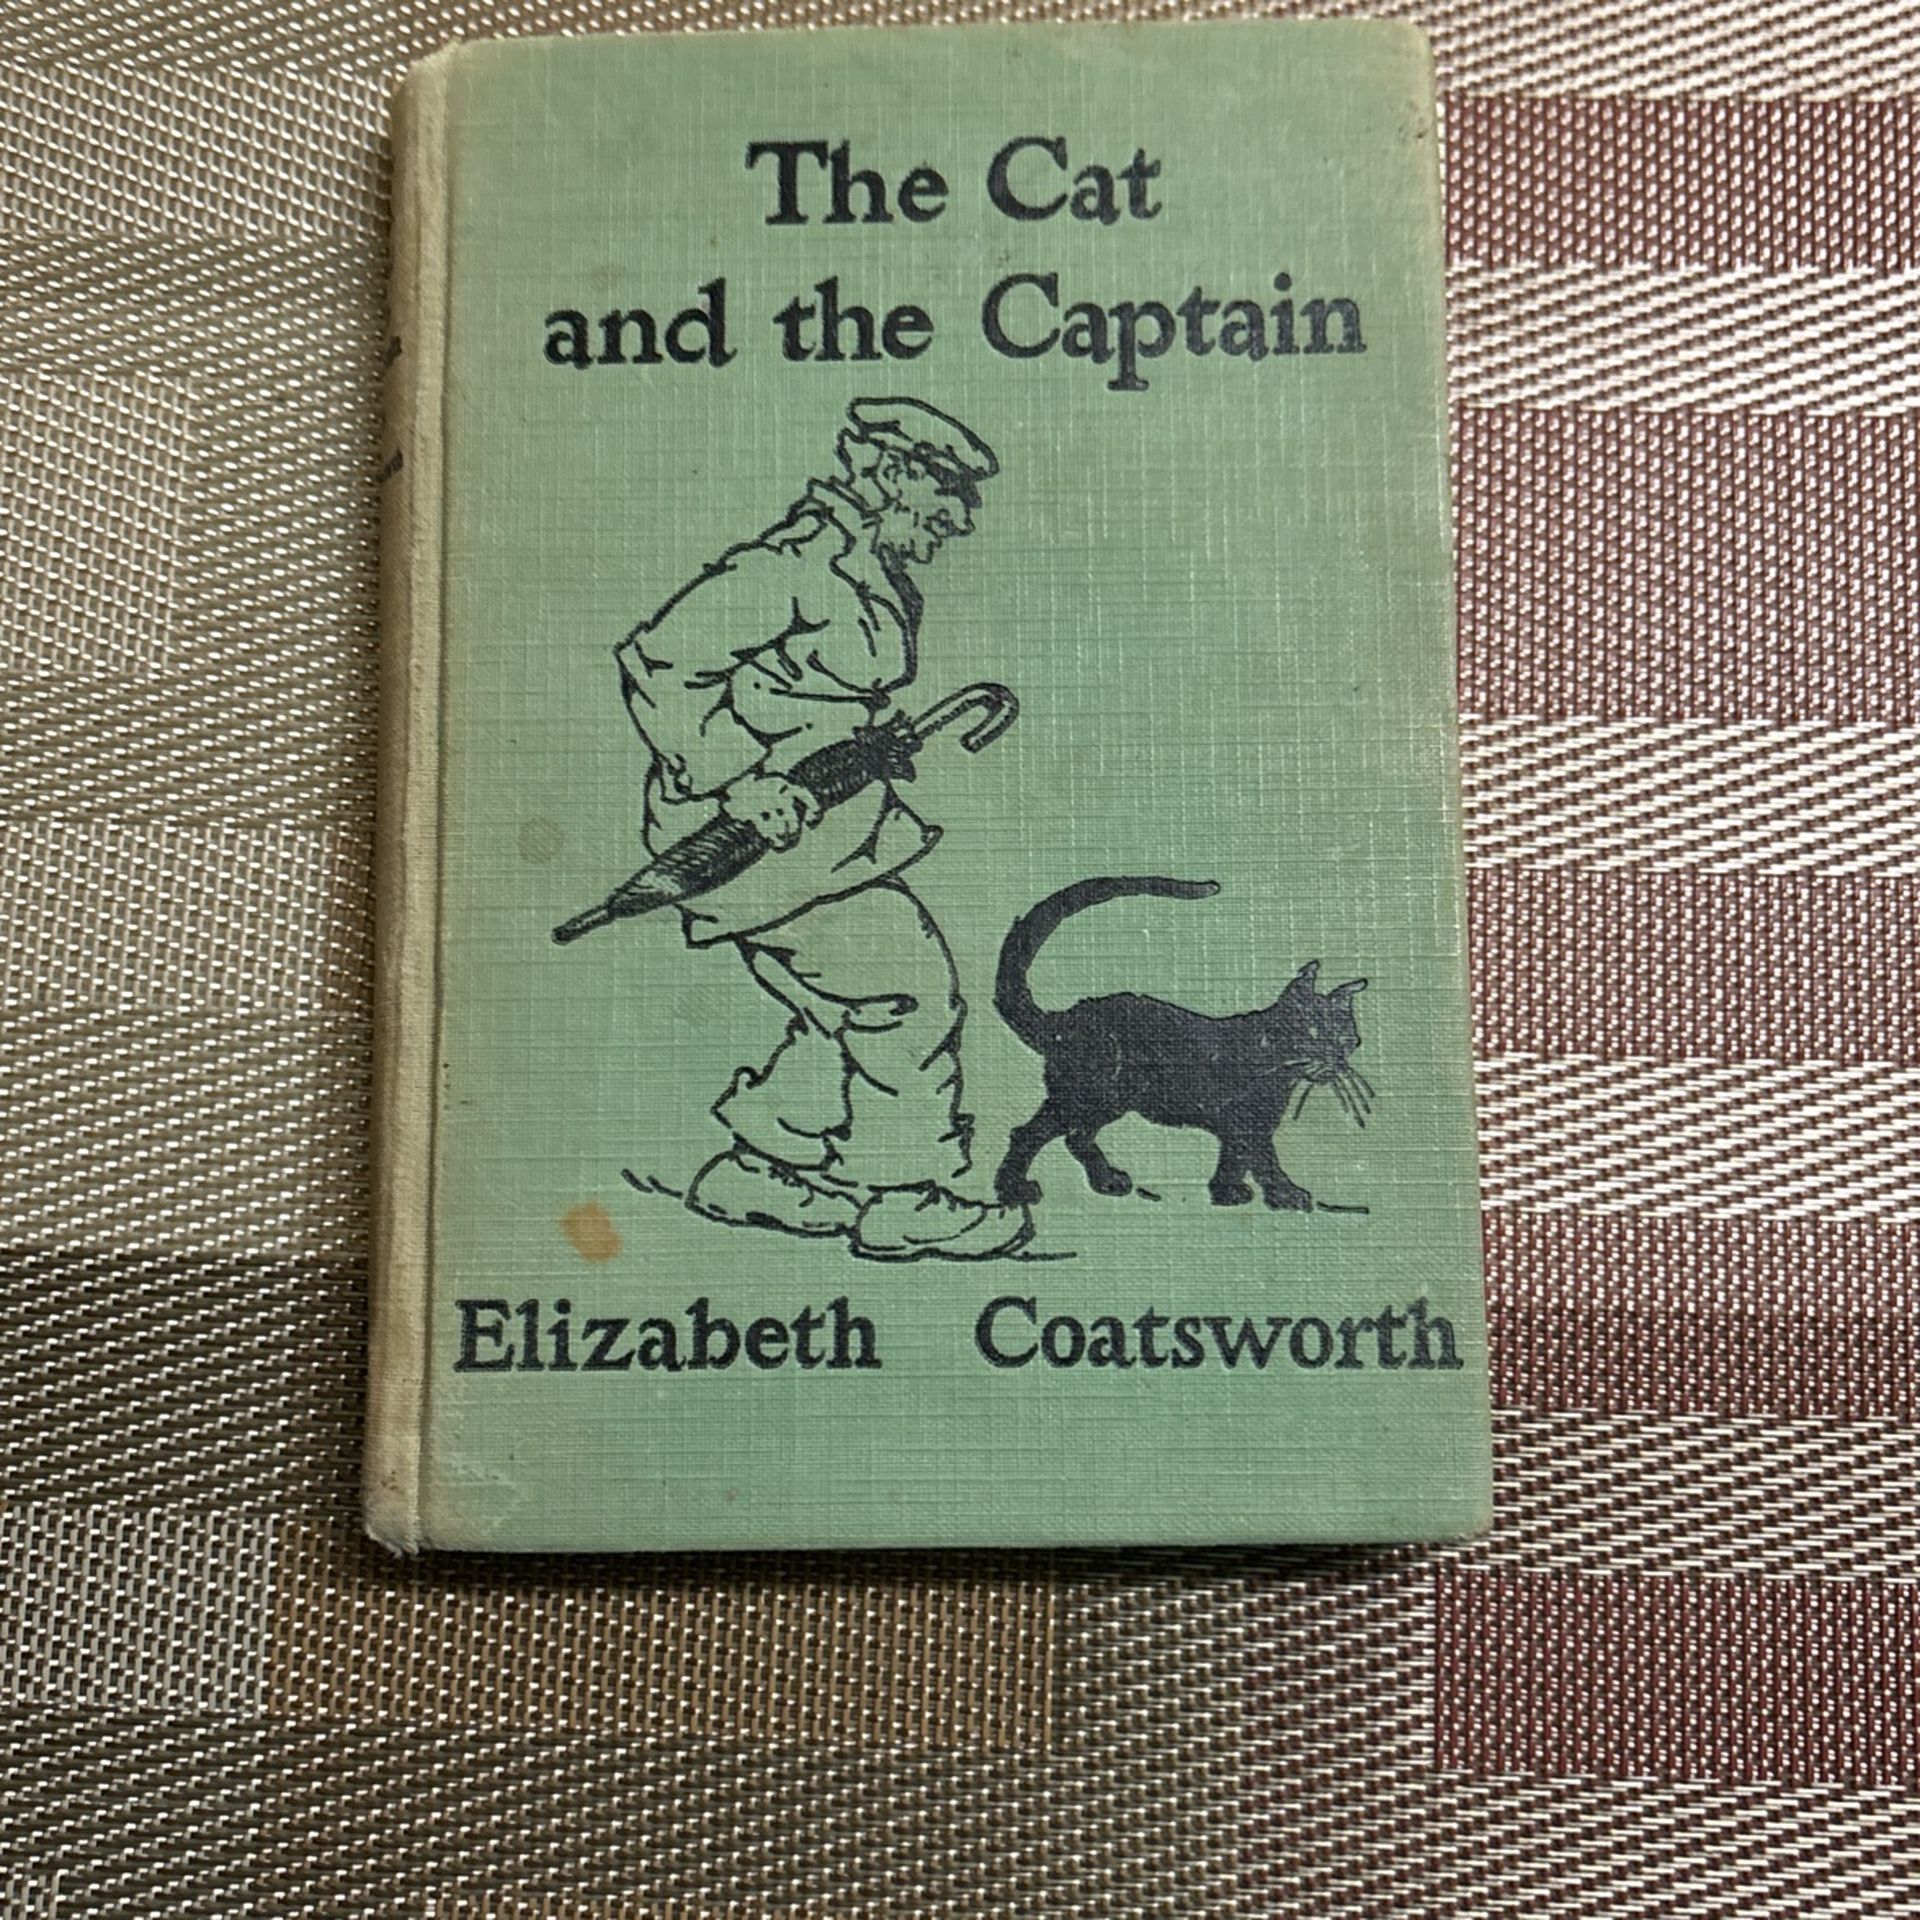 The Cat
and the Captain
Elizabeth Coatsworth